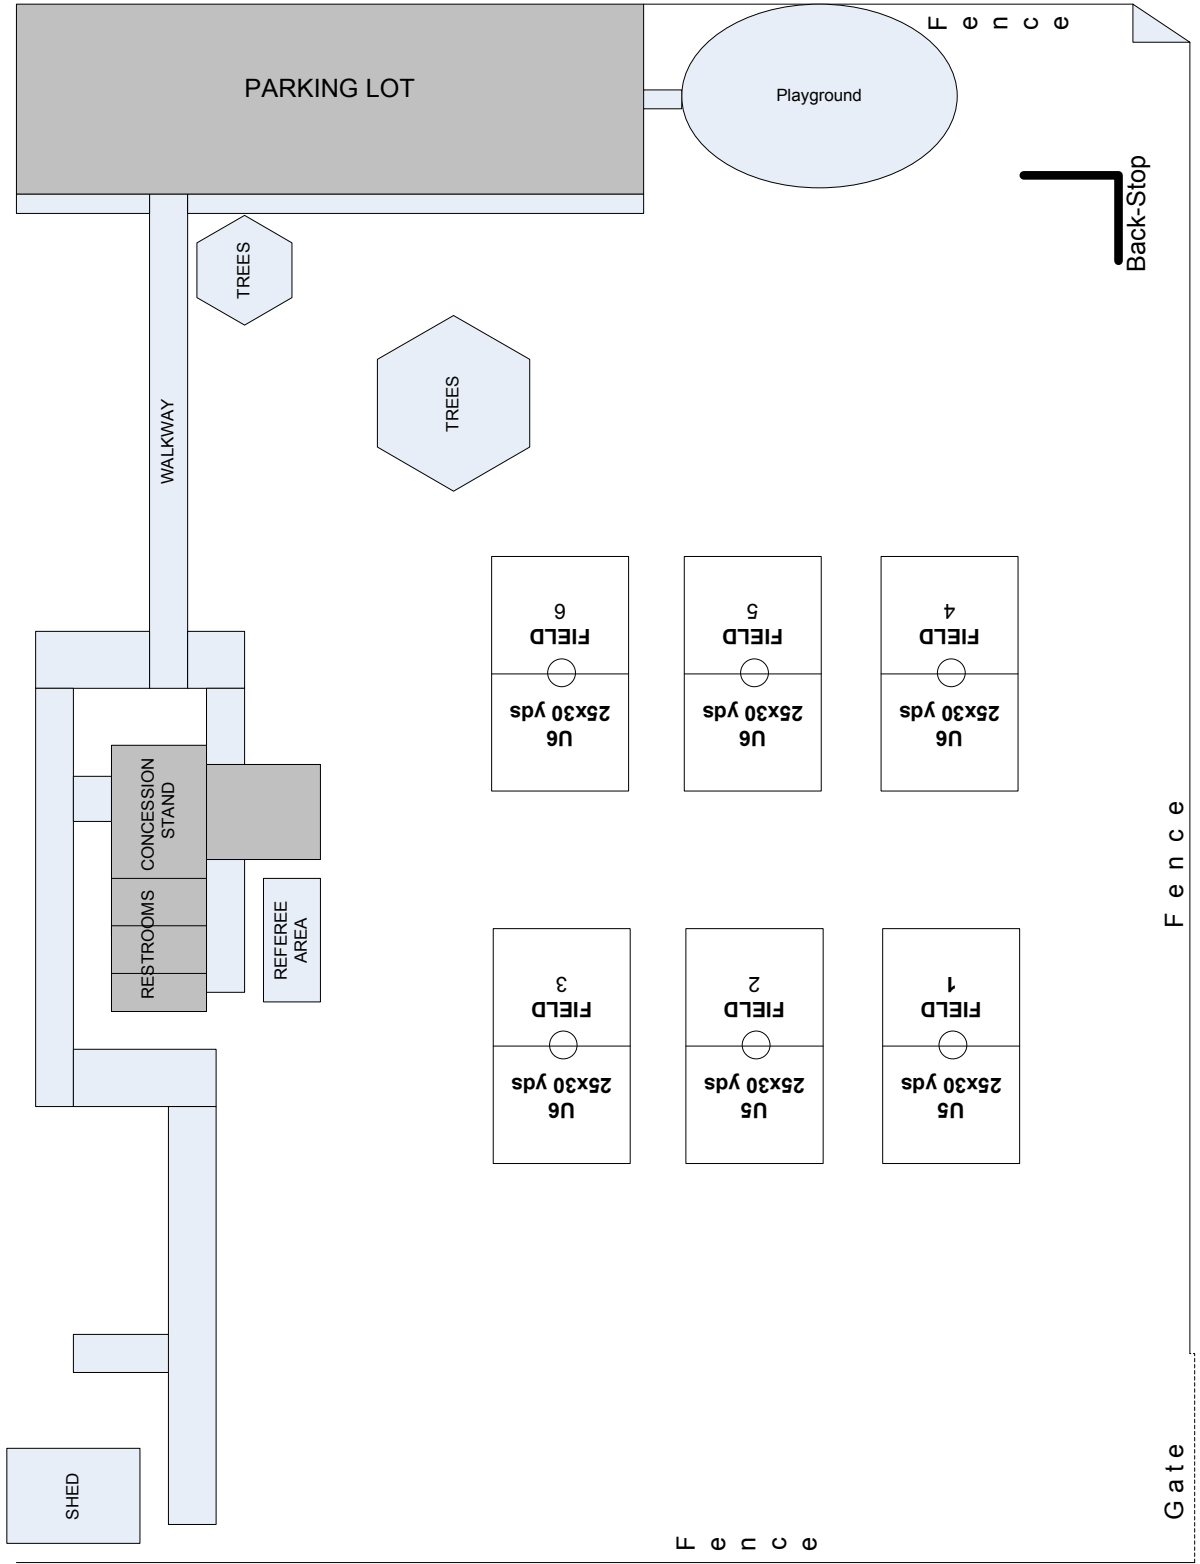 PARKING LOT
Playground
Fence
Back-Stop
TREES
TREES
WALKWAY
CONCESSION
STAND
RESTROOMS
REFEREE
AREA
FIELD
6
U6
25x30 yds
FIELD
5
U6
25x30 yds
FIELD
4
U6
25x30 yds
Fence
FIELD
3
U6
25x30 yds
FIELD
2
U5
25x30 yds
FIELD
1
U5
25x30 yds
SHED
Fence
Gate